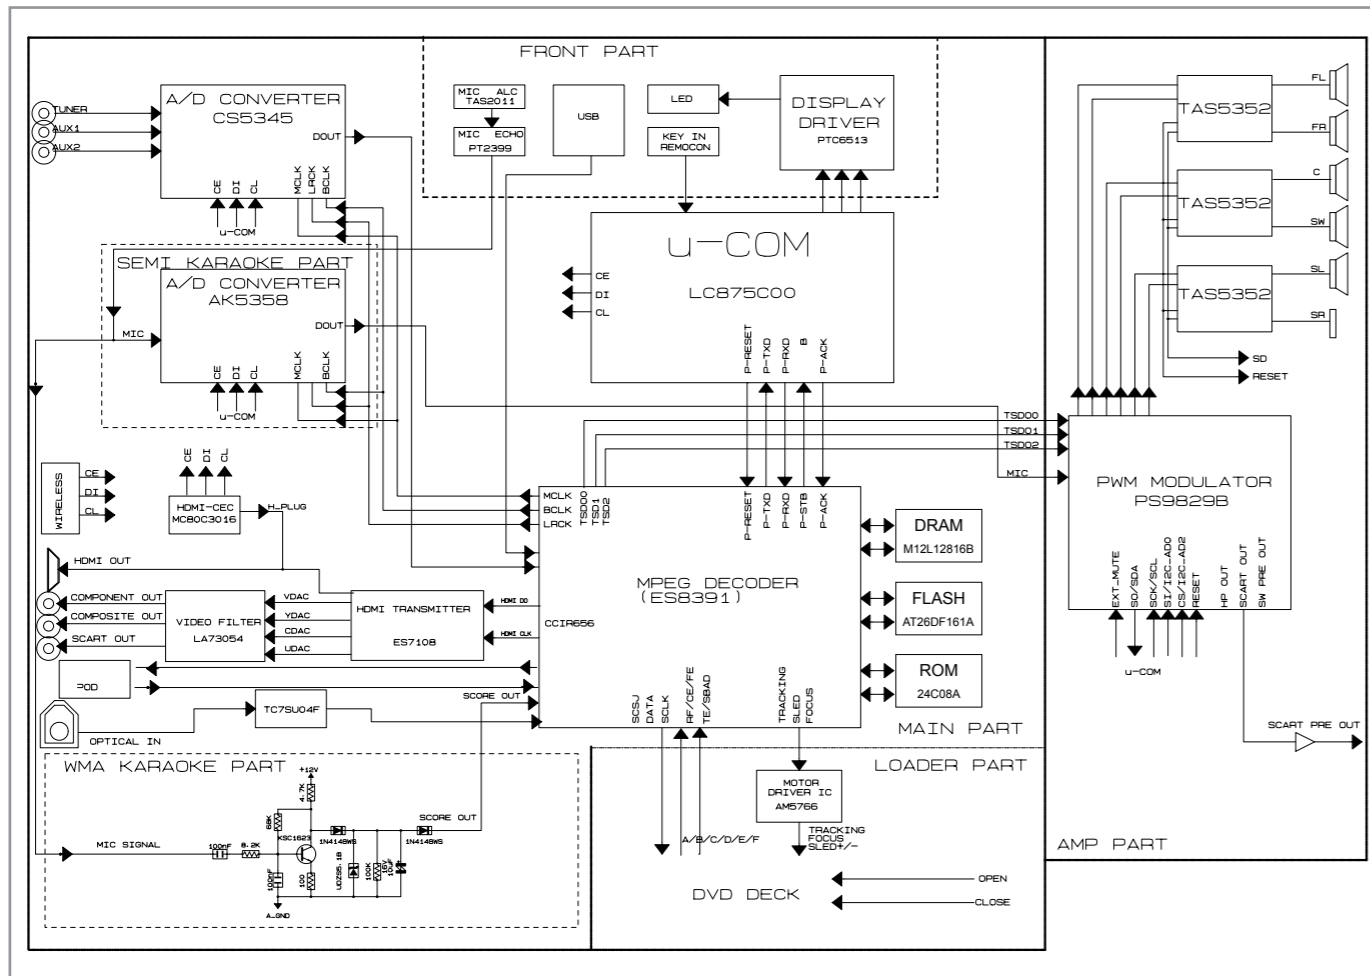 FRONT PART
TUNER
AUX1
AUX2
A/D CONVERTER
CS5345
DOUT
CE
DI
CL
MCLK
LRCK
BCLK
u-COM
MIC ALC
TAS2011
MIC ECHO
PT2399
USB
LED
KEY IN
REMOCON
DISPLAY
DRIVER
PTC6513
SEMI KARAOKE PART
A/D CONVERTER
AK5358
MIC
DOUT
CE
DI
CL
MCLK
BCLK
u-COM
u-COM
LC875C00
CE
DI
CL
P-RESET
P-TXD
P-RXD
B
P-ACK
TAS5352
TAS5352
TAS5352
FL
FR
C
SW
SL
SR
SD
RESET
TSDO0
TSDO1
TSDO2
MIC
PWM MODULATOR
PS9829B
EXT_MUTE
SO/SDA
SCK/SCL
SI/I2C_AD0
CS/I2C_AD2
RESET
HP OUT
SCART OUT
SW PRE OUT
u-COM
SCART PRE OUT
AMP PART
WIRELESS
CE
DI
CL
CE
DI
CL
HDMI-CEC
MC80C3016
H_PLUG
HDMI OUT
COMPONENT OUT
COMPOSITE OUT
SCART OUT
VIDEO FILTER
LA73054
VDAC
YDAC
CDAC
UDAC
HDMI TRANSMITTER
ES7108
HDMI DO
HDMI CLK
POD
TC7SU04F
OPTICAL IN
SCORE OUT
MCLK
BCLK
LRCK
TSDO0
TSD1
TSD2
P-RESET
P-TXD
P-RXD
P-STB
P-ACK
MPEG DECODER
(ES8391)
CCIR656
SCSJ
DATA
SCLK
RF/CE/FE
TE/SBAD
TRACKING
SLED
FOCUS
DRAM
M12L12816B
FLASH
AT26DF161A
ROM
24C08A
MAIN PART
WMA KARAOKE PART
MIC SIGNAL
100nF
8.2K
68K
+12V
4.7K
KSC1623
100nF
100
A_GND
1N4148WS
UDZS5.1B
100K
16V
10uF
1N4148WS
SCORE OUT
LOADER PART
MOTOR
DRIVER IC
AM5766
TRACKING
FOCUS
SLED+/-
A/B/C/D/E/F
DVD DECK
OPEN
CLOSE